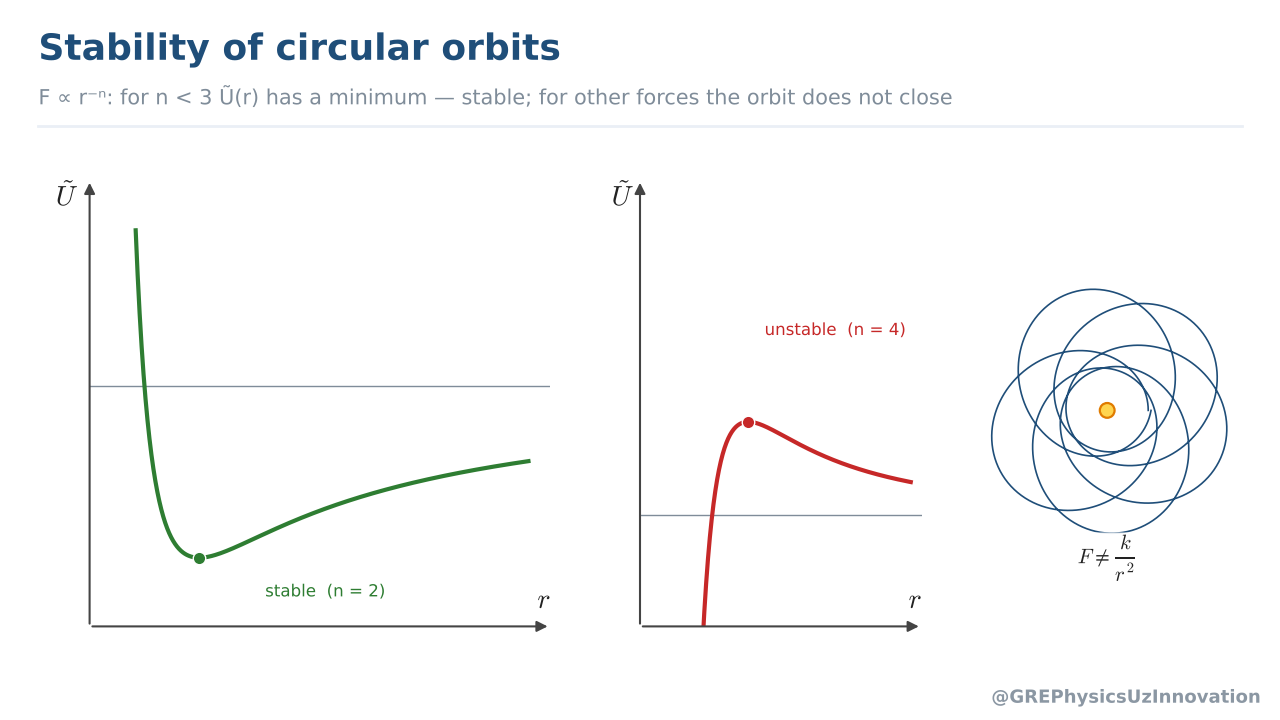 Stability of circular orbits
F ∝ r⁻ⁿ: for n < 3 Ũ(r) has a minimum — stable; for other forces the orbit does not close
Ũ
stable (n = 2)
r
Ũ
unstable (n = 4)
r
F ≠ k/r²
@GREPhysicsUzInnovation